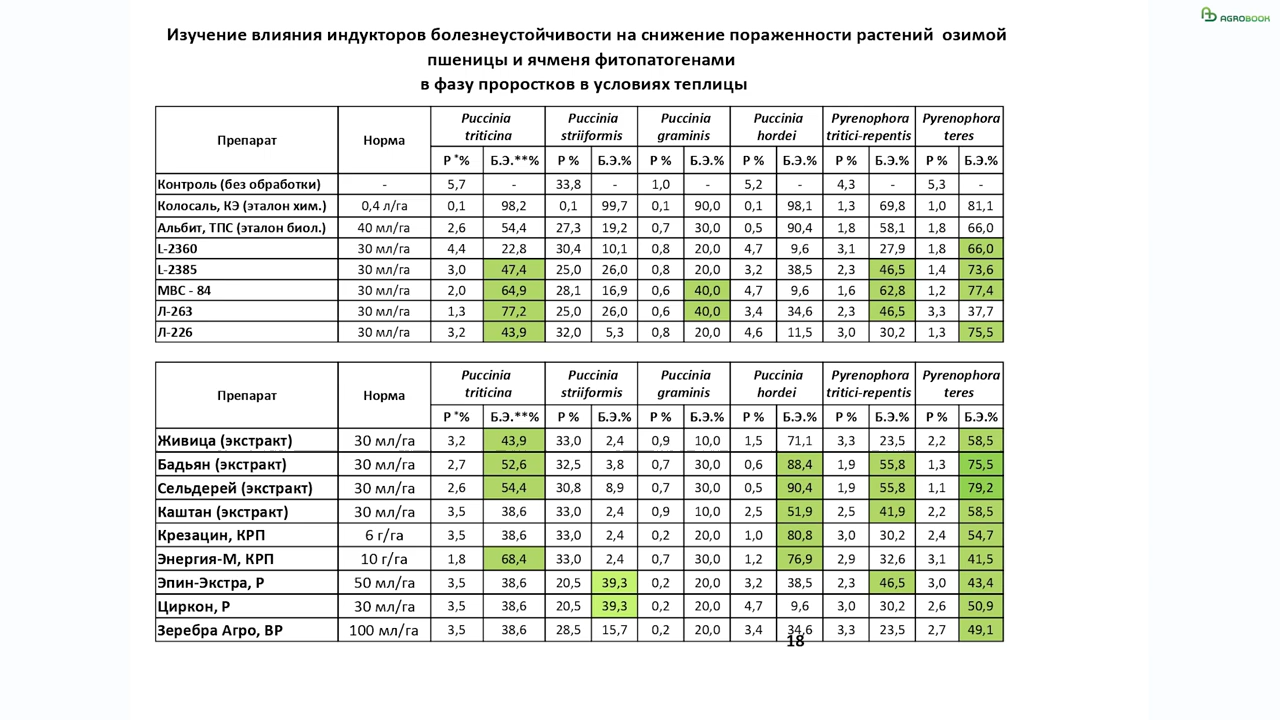 AGROBOOK
Изучение влияния индукторов болезнеустойчивости на снижение пораженности растений озимой
пшеницы и ячменя фитопатогенами
в фазу проростков в условиях теплицы
Препарат Норма Puccinia triticina Puccinia striiformis Puccinia graminis Puccinia hordei Pyrenophora tritici-repentis Pyrenophora teres
Р *% Б.Э.**% Р % Б.Э.% Р % Б.Э.% Р % Б.Э.% Р % Б.Э.% Р % Б.Э.%
Контроль (без обработки) - 5,7 - 33,8 - 1,0 - 5,2 - 4,3 - 5,3 -
Колосаль, КЭ (эталон хим.) 0,4 л/га 0,1 98,2 0,1 99,7 0,1 90,0 0,1 98,1 1,3 69,8 1,0 81,1
Альбит, ТПС (эталон биол.) 40 мл/га 2,6 54,4 27,3 19,2 0,7 30,0 0,5 90,4 1,8 58,1 1,8 66,0
L-2360 30 мл/га 4,4 22,8 30,4 10,1 0,8 20,0 4,7 9,6 3,1 27,9 1,8 66,0
L-2385 30 мл/га 3,0 47,4 25,0 26,0 0,8 20,0 3,2 38,5 2,3 46,5 1,4 73,6
МВС - 84 30 мл/га 2,0 64,9 28,1 16,9 0,6 40,0 4,7 9,6 1,6 62,8 1,2 77,4
Л-263 30 мл/га 1,3 77,2 25,0 26,0 0,6 40,0 3,4 34,6 2,3 46,5 3,3 37,7
Л-226 30 мл/га 3,2 43,9 32,0 5,3 0,8 20,0 4,6 11,5 3,0 30,2 1,3 75,5
Препарат Норма Puccinia triticina Puccinia striiformis Puccinia graminis Puccinia hordei Pyrenophora tritici-repentis Pyrenophora teres
Р *% Б.Э.**% Р % Б.Э.% Р % Б.Э.% Р % Б.Э.% Р % Б.Э.% Р % Б.Э.%
Живица (экстракт) 30 мл/га 3,2 43,9 33,0 2,4 0,9 10,0 1,5 71,1 3,3 23,5 2,2 58,5
Бадьян (экстракт) 30 мл/га 2,7 52,6 32,5 3,8 0,7 30,0 0,6 88,4 1,9 55,8 1,3 75,5
Сельдерей (экстракт) 30 мл/га 2,6 54,4 30,8 8,9 0,7 30,0 0,5 90,4 1,9 55,8 1,1 79,2
Каштан (экстракт) 30 мл/га 3,5 38,6 33,0 2,4 0,9 10,0 2,5 51,9 2,5 41,9 2,2 58,5
Крезацин, КРП 6 г/га 3,5 38,6 33,0 2,4 0,2 20,0 1,0 80,8 3,0 30,2 2,4 54,7
Энергия-М, КРП 10 г/га 1,8 68,4 33,0 2,4 0,7 30,0 1,2 76,9 2,9 32,6 3,1 41,5
Эпин-Экстра, Р 50 мл/га 3,5 38,6 20,5 39,3 0,2 20,0 3,2 38,5 2,3 46,5 3,0 43,4
Циркон, Р 30 мл/га 3,5 38,6 20,5 39,3 0,2 20,0 4,7 9,6 3,0 30,2 2,6 50,9
Зеребра Агро, ВР 100 мл/га 3,5 38,6 28,5 15,7 0,2 20,0 3,4 34,6 3,3 23,5 2,7 49,1
18